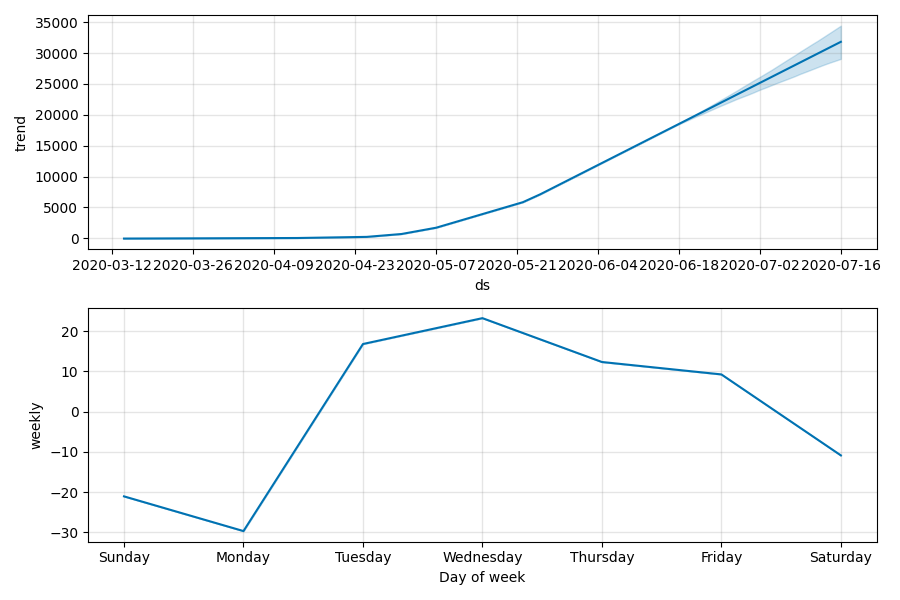 35000
30000
25000
20000
15000
10000
5000
0
trend
2020-03-12 2020-03-26 2020-04-09 2020-04-23 2020-05-07 2020-05-21 2020-06-04 2020-06-18 2020-07-02 2020-07-16
ds
20
10
0
−10
−20
−30
weekly
Sunday Monday Tuesday Wednesday Thursday Friday Saturday
Day of week